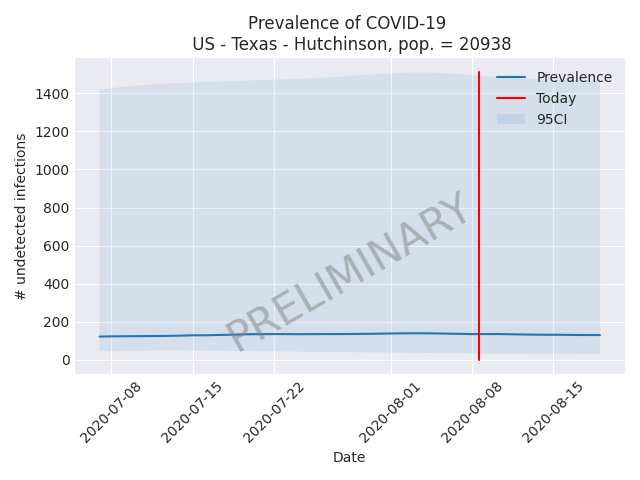 Prevalence of COVID-19
US - Texas - Hutchinson, pop. = 20938
Prevalence
Today
95CI
1400
1200
1000
800
600
400
200
0
# undetected infections
PRELIMINARY
2020-07-08
2020-07-15
2020-07-22
2020-08-01
2020-08-08
2020-08-15
Date